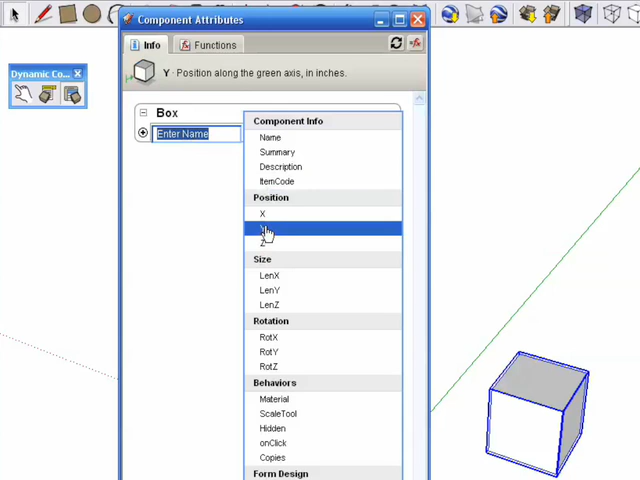 Component Attributes
Info
Functions
Y - Position along the green axis, in inches.
Dynamic Co...
Box
Enter Name
Component Info
Name
Summary
Description
ItemCode
Position
X
Z
Size
LenX
LenY
LenZ
Rotation
RotX
RotY
RotZ
Behaviors
Material
ScaleTool
Hidden
onClick
Copies
Form Design